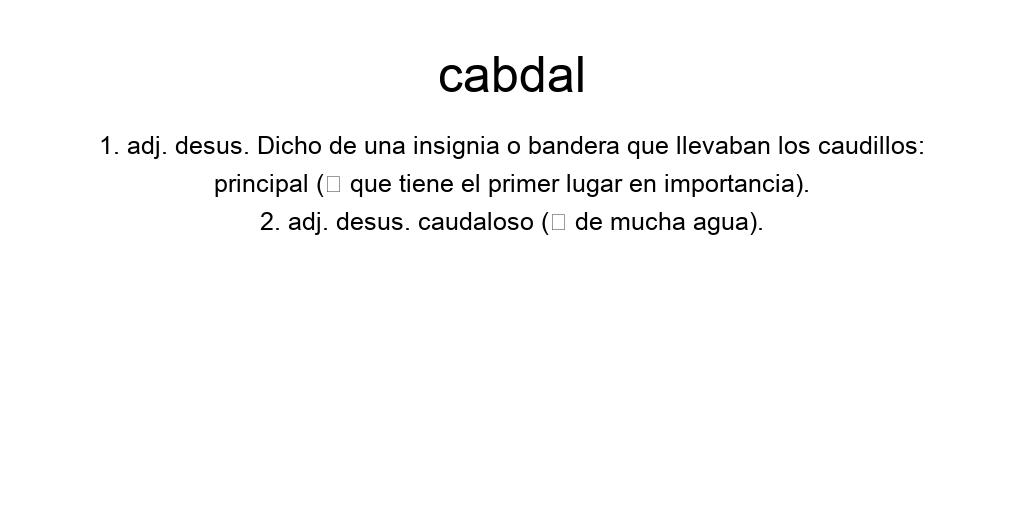 cabdal
1. adj. desus. Dicho de una insignia o bandera que llevaban los caudillos:
principal (□ que tiene el primer lugar en importancia).
2. adj. desus. caudaloso (□ de mucha agua).